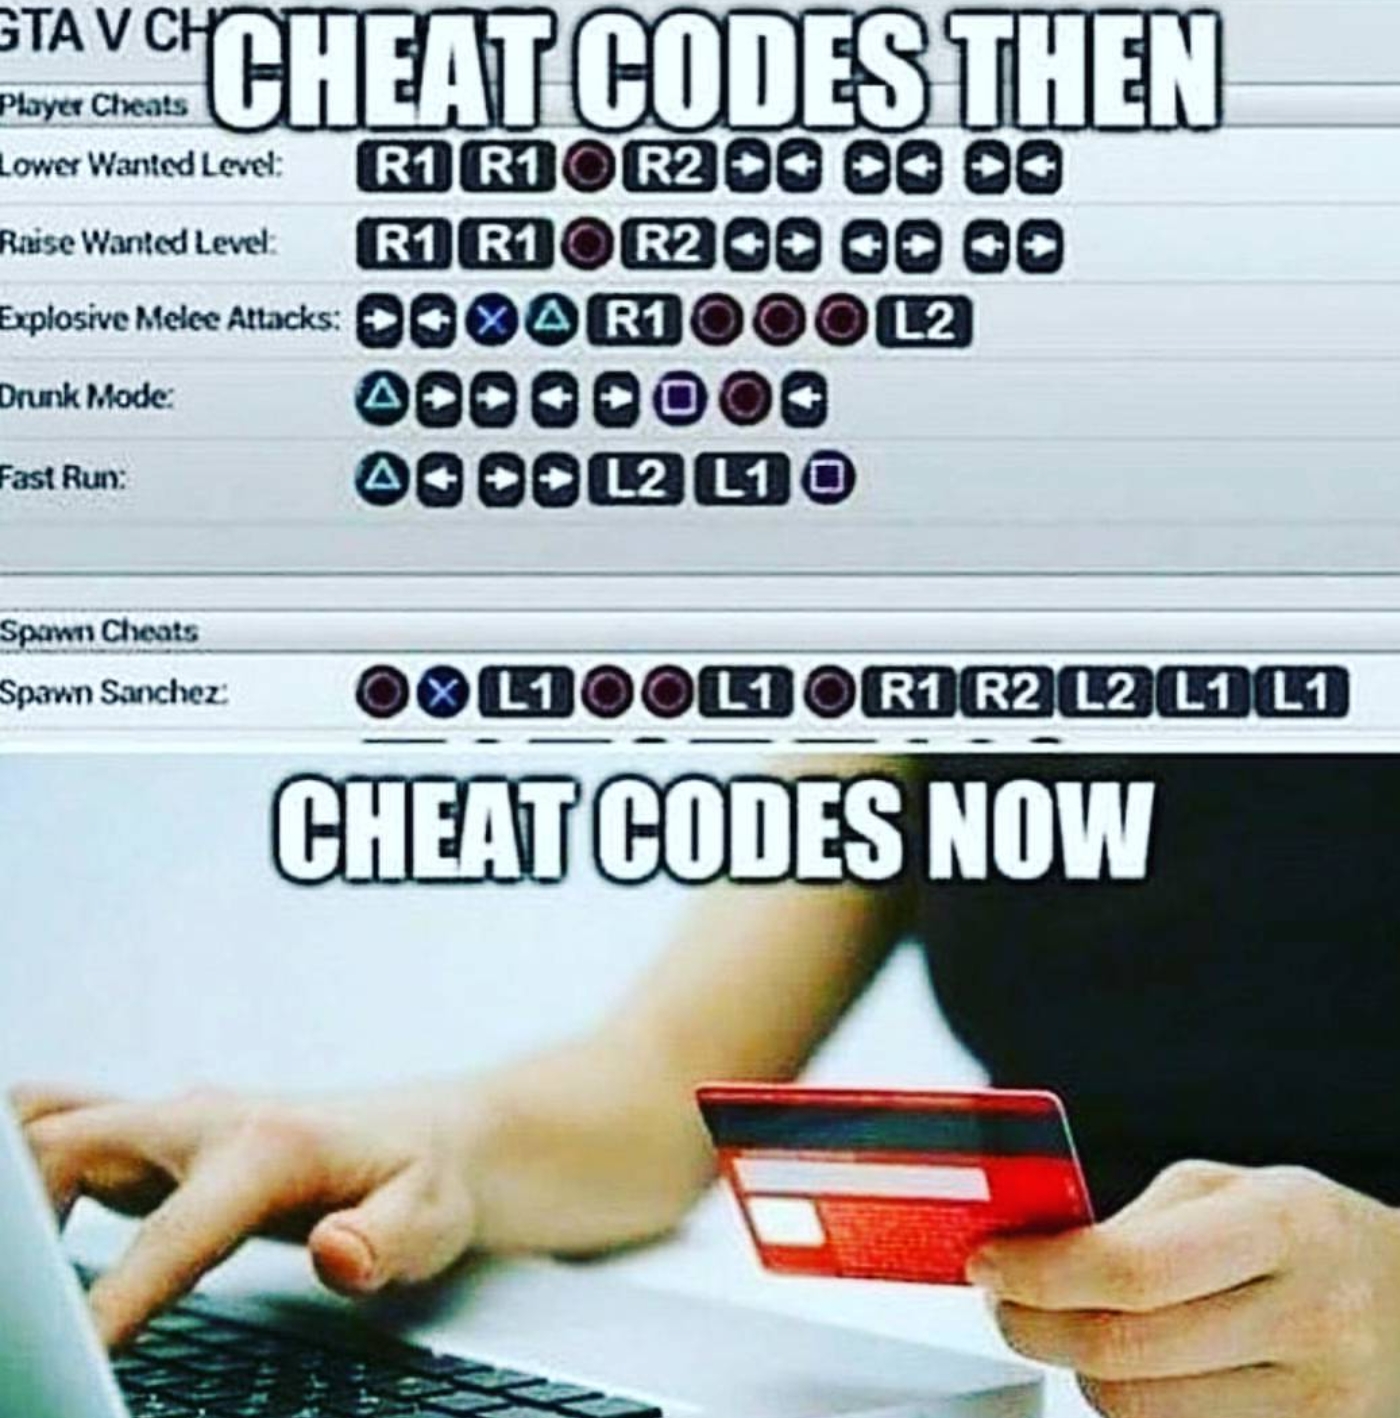 GTA V CH
CHEAT CODES THEN
Player Cheats
Lower Wanted Level: R1 R1 R2
Raise Wanted Level: R1 R1 R2
Explosive Melee Attacks: R1 L2
Drunk Mode:
Fast Run: L2 L1
Spawn Cheats
Spawn Sanchez: L1 L1 R1 R2 L2 L1 L1
CHEAT CODES NOW